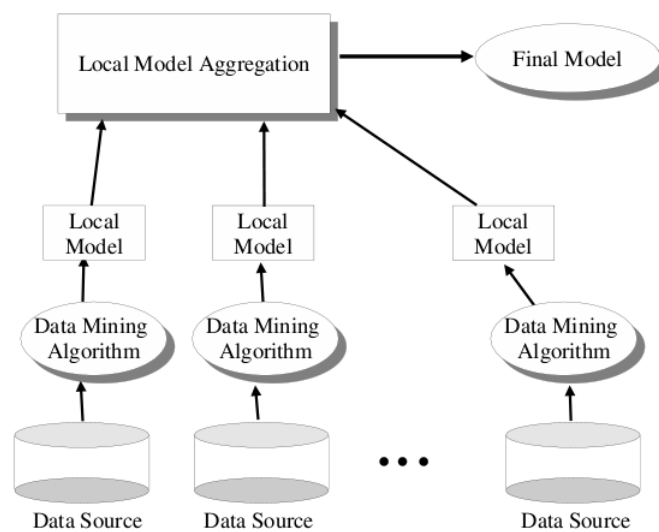 Local Model Aggregation
Final Model
Local
Model
Local
Model
Local
Model
Data Mining
Algorithm
Data Mining
Algorithm
Data Mining
Algorithm
Data Source
Data Source
Data Source